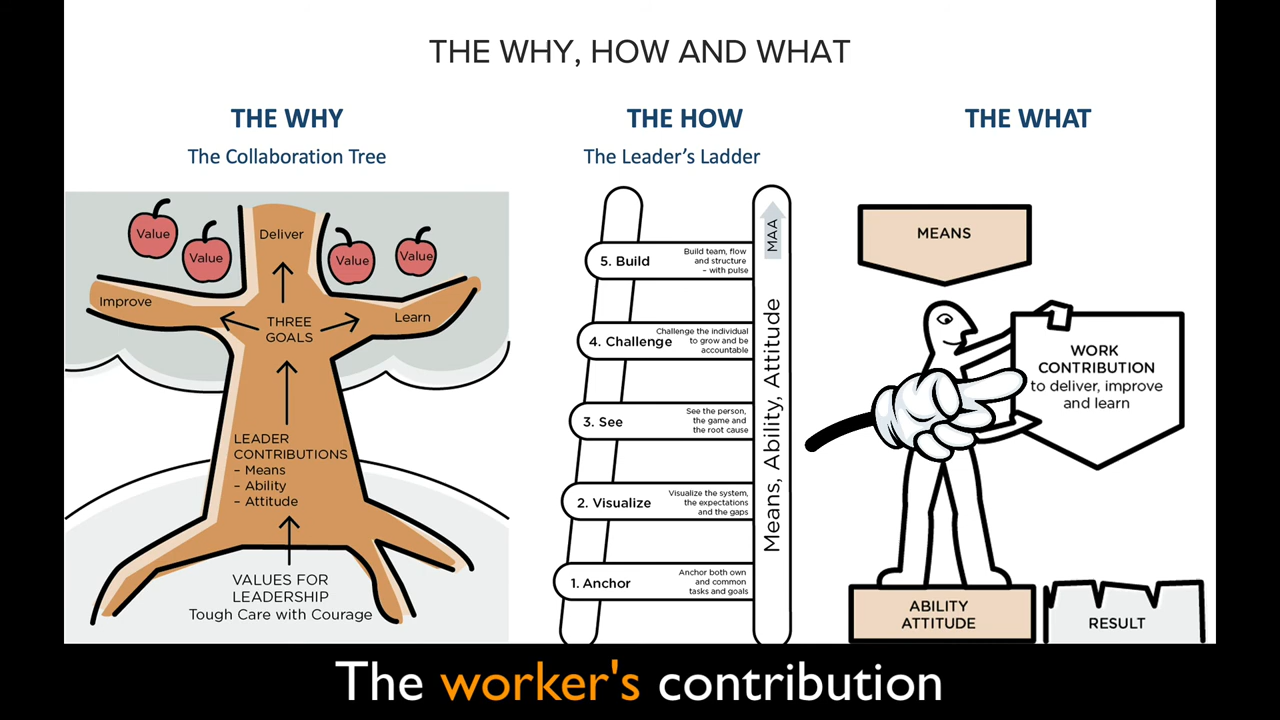 THE WHY, HOW AND WHAT
THE WHY
The Collaboration Tree
Value
Value
Deliver
Value
Value
Improve
THREE
GOALS
Learn
LEADER
CONTRIBUTIONS
– Means
– Ability
– Attitude
VALUES FOR
LEADERSHIP
Tough Care with Courage
THE HOW
The Leader's Ladder
MAA
Means, Ability, Attitude
5. Build
Build team, flow
and structure
– with pulse
4. Challenge
Challenge the individual
to grow and be
accountable
3. See
See the person,
the game and
the root cause
2. Visualize
Visualize the system,
the expectations
and the gaps
1. Anchor
Anchor both own
and common
tasks and goals
THE WHAT
MEANS
WORK
CONTRIBUTION
to deliver, improve
and learn
ABILITY
ATTITUDE
RESULT
The worker's contribution